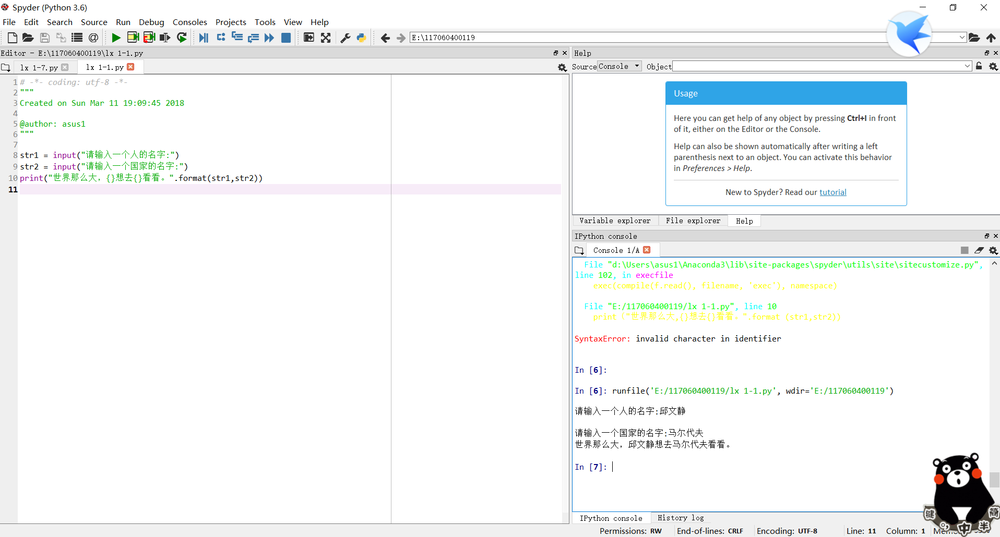 Spyder (Python 3.6)
File Edit Search Source Run Debug Consoles Projects Tools View Help
E:\117060400119
Editor - E:\117060400119\lx 1-1.py
lx 1-7.py lx 1-1.py
1 # -*- coding: utf-8 -*-
2 """
3 Created on Sun Mar 11 19:09:45 2018
4
5 @author: asus1
6 """
7
8 str1 = input("请输入一个人的名字:")
9 str2 = input("请输入一个国家的名字:")
10 print("世界那么大，{}想去{}看看。".format(str1,str2))
11
Help
Source Console Object
Usage
Here you can get help of any object by pressing Ctrl+I in front
of it, either on the Editor or the Console.
Help can also be shown automatically after writing a left
parenthesis next to an object. You can activate this behavior
in Preferences > Help.
New to Spyder? Read our tutorial
Variable explorer File explorer Help
IPython console
Console 1/A
File "d:\Users\asus1\Anaconda3\lib\site-packages\spyder\utils\site\sitecustomize.py",
line 102, in execfile
exec(compile(f.read(), filename, 'exec'), namespace)
File "E:/117060400119/lx 1-1.py", line 10
print（"世界那么大,{}想去{}看看。".format (str1,str2))
SyntaxError: invalid character in identifier
In [6]:
In [6]: runfile('E:/117060400119/lx 1-1.py', wdir='E:/117060400119')
请输入一个人的名字:邱文静
请输入一个国家的名字:马尔代夫
世界那么大，邱文静想去马尔代夫看看。
In [7]:
IPython console History log
键 中 半 简
Permissions: RW End-of-lines: CRLF Encoding: UTF-8 Line: 11 Column: 1